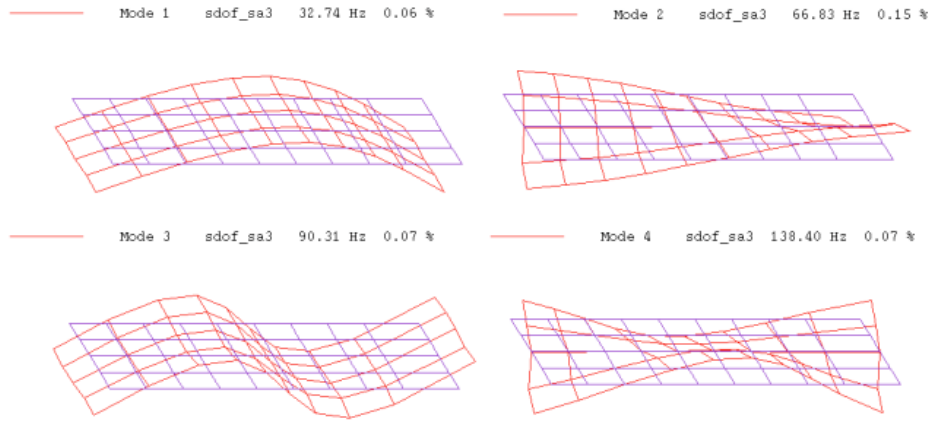 Mode 1 sdof_sa3 32.74 Hz 0.06 %
Mode 2 sdof_sa3 66.83 Hz 0.15 %
Mode 3 sdof_sa3 90.31 Hz 0.07 %
Mode 4 sdof_sa3 138.40 Hz 0.07 %